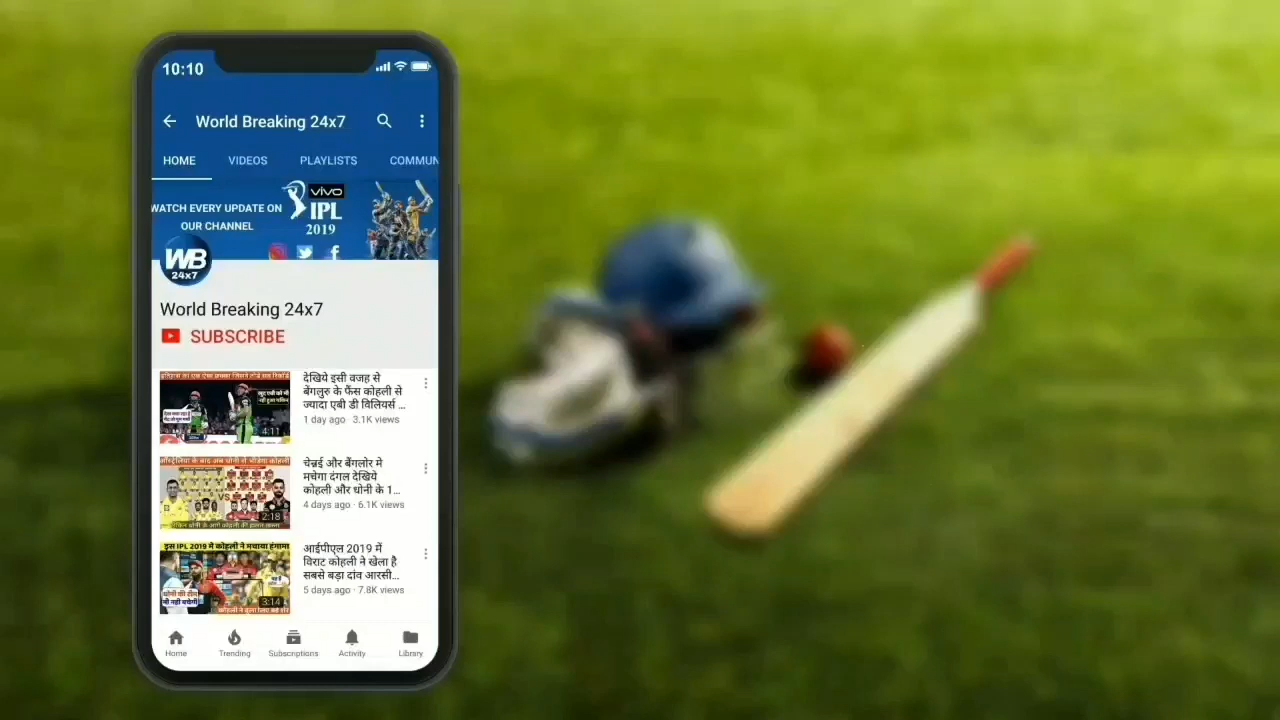 10:10
World Breaking 24x7
HOME VIDEOS PLAYLISTS COMMUN
WATCH EVERY UPDATE ON
OUR CHANNEL
vivo
IPL
2019
WB
24x7
World Breaking 24x7
SUBSCRIBE
देखिये इसी वजह से
बेंगलुरु के फैंस कोहली से
ज्यादा एबी डी विलियर्स ...
1 day ago 3.1K views
4:11
चेन्नई और बेंगलोर मे
मचेगा दंगल देखिये
कोहली और धोनी के 1...
4 days ago · 6.1K views
VS
2:18
इस IPL 2019 में कोहली ने मचाया हंगामा
आईपीएल 2019 में
विराट कोहली ने खेला है
सबसे बड़ा दांव आरसी...
5 days ago · 7.8K views
धोनी की टीम
भी नही बचेगी
3:14
Home Trending Subscriptions Activity Library